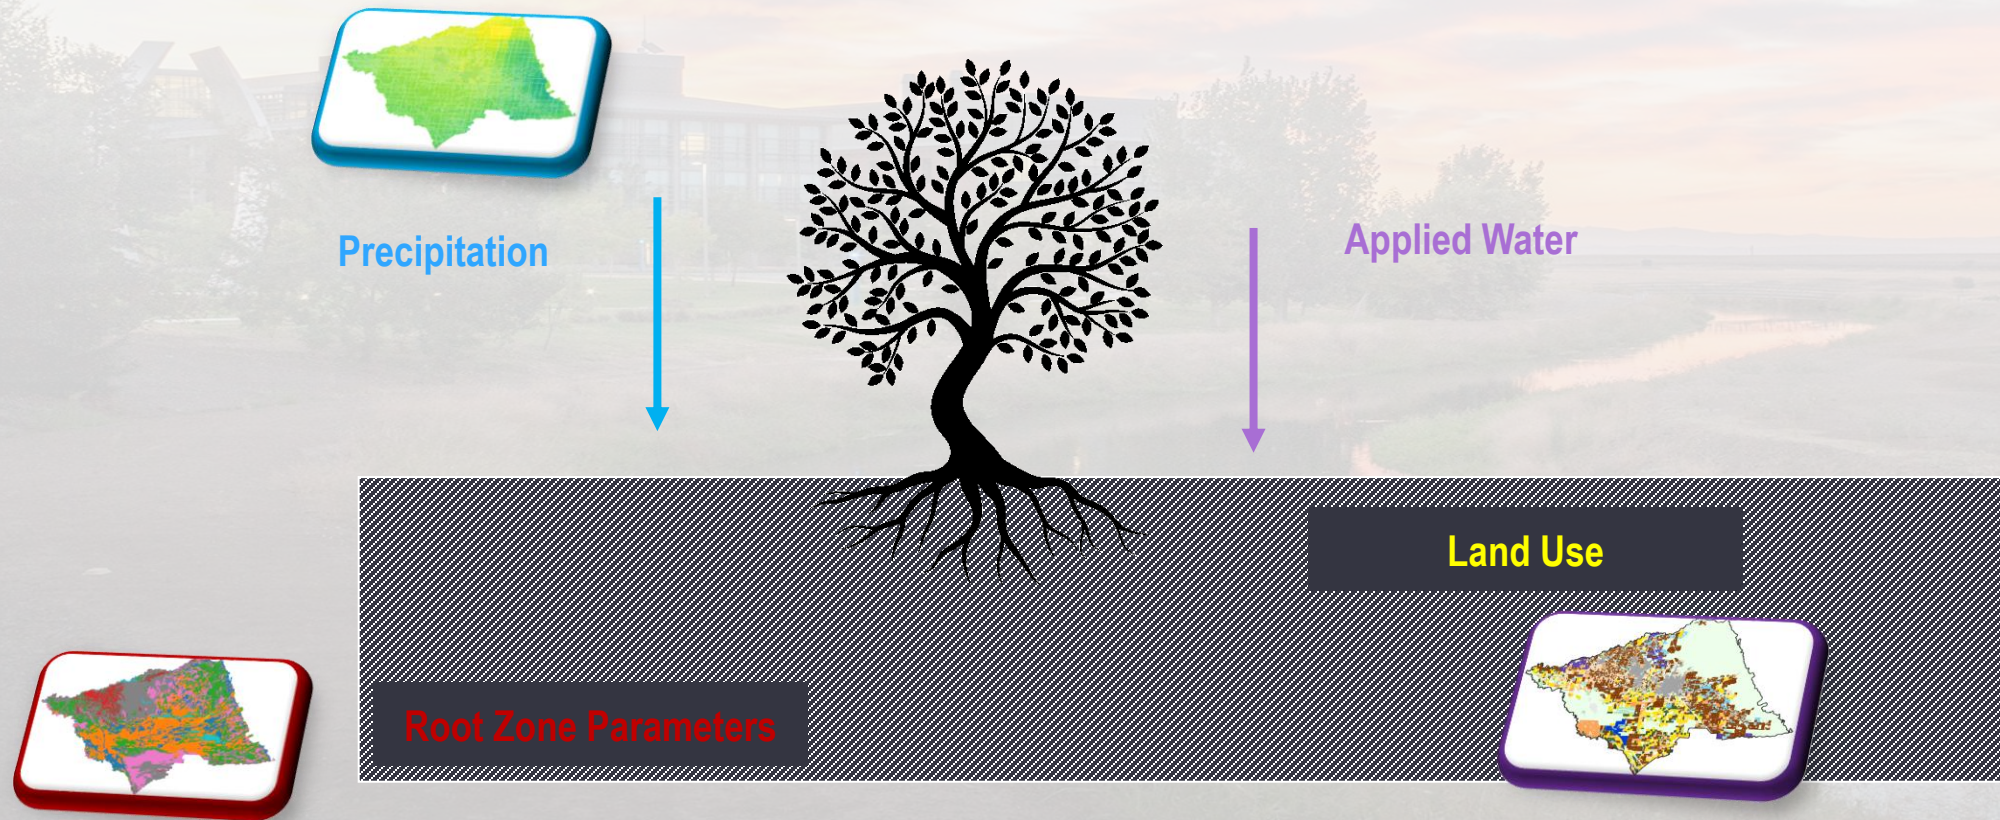 Precipitation
Applied Water
Land Use
Root Zone Parameters